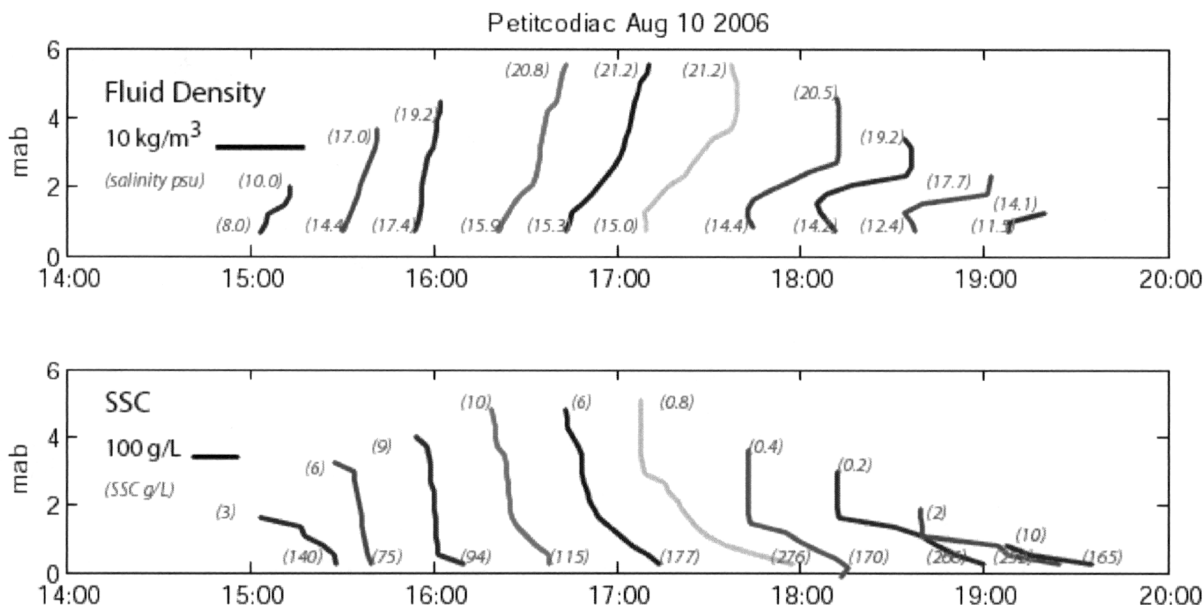 Petitcodiac Aug 10 2006
6
4
2
0
mab
Fluid Density
10 kg/m³
(salinity psu)
(20.8) (21.2) (21.2)
(20.5)
(19.2)
(17.0)
(19.2)
(10.0)
(17.7)
(14.1)
(8.0) (14.4) (17.4) (15.9) (15.3) (15.0) (14.4) (14.2) (12.4) (11.5)
14:00 15:00 16:00 17:00 18:00 19:00 20:00
6
4
2
0
mab
SSC
100 g/L
(SSC g/L)
(10) (6) (0.8)
(9)
(0.4)
(6)
(0.2)
(3)
(2)
(10)
(140) (75) (94) (115) (177) (276) (170) (165)
14:00 15:00 16:00 17:00 18:00 19:00 20:00